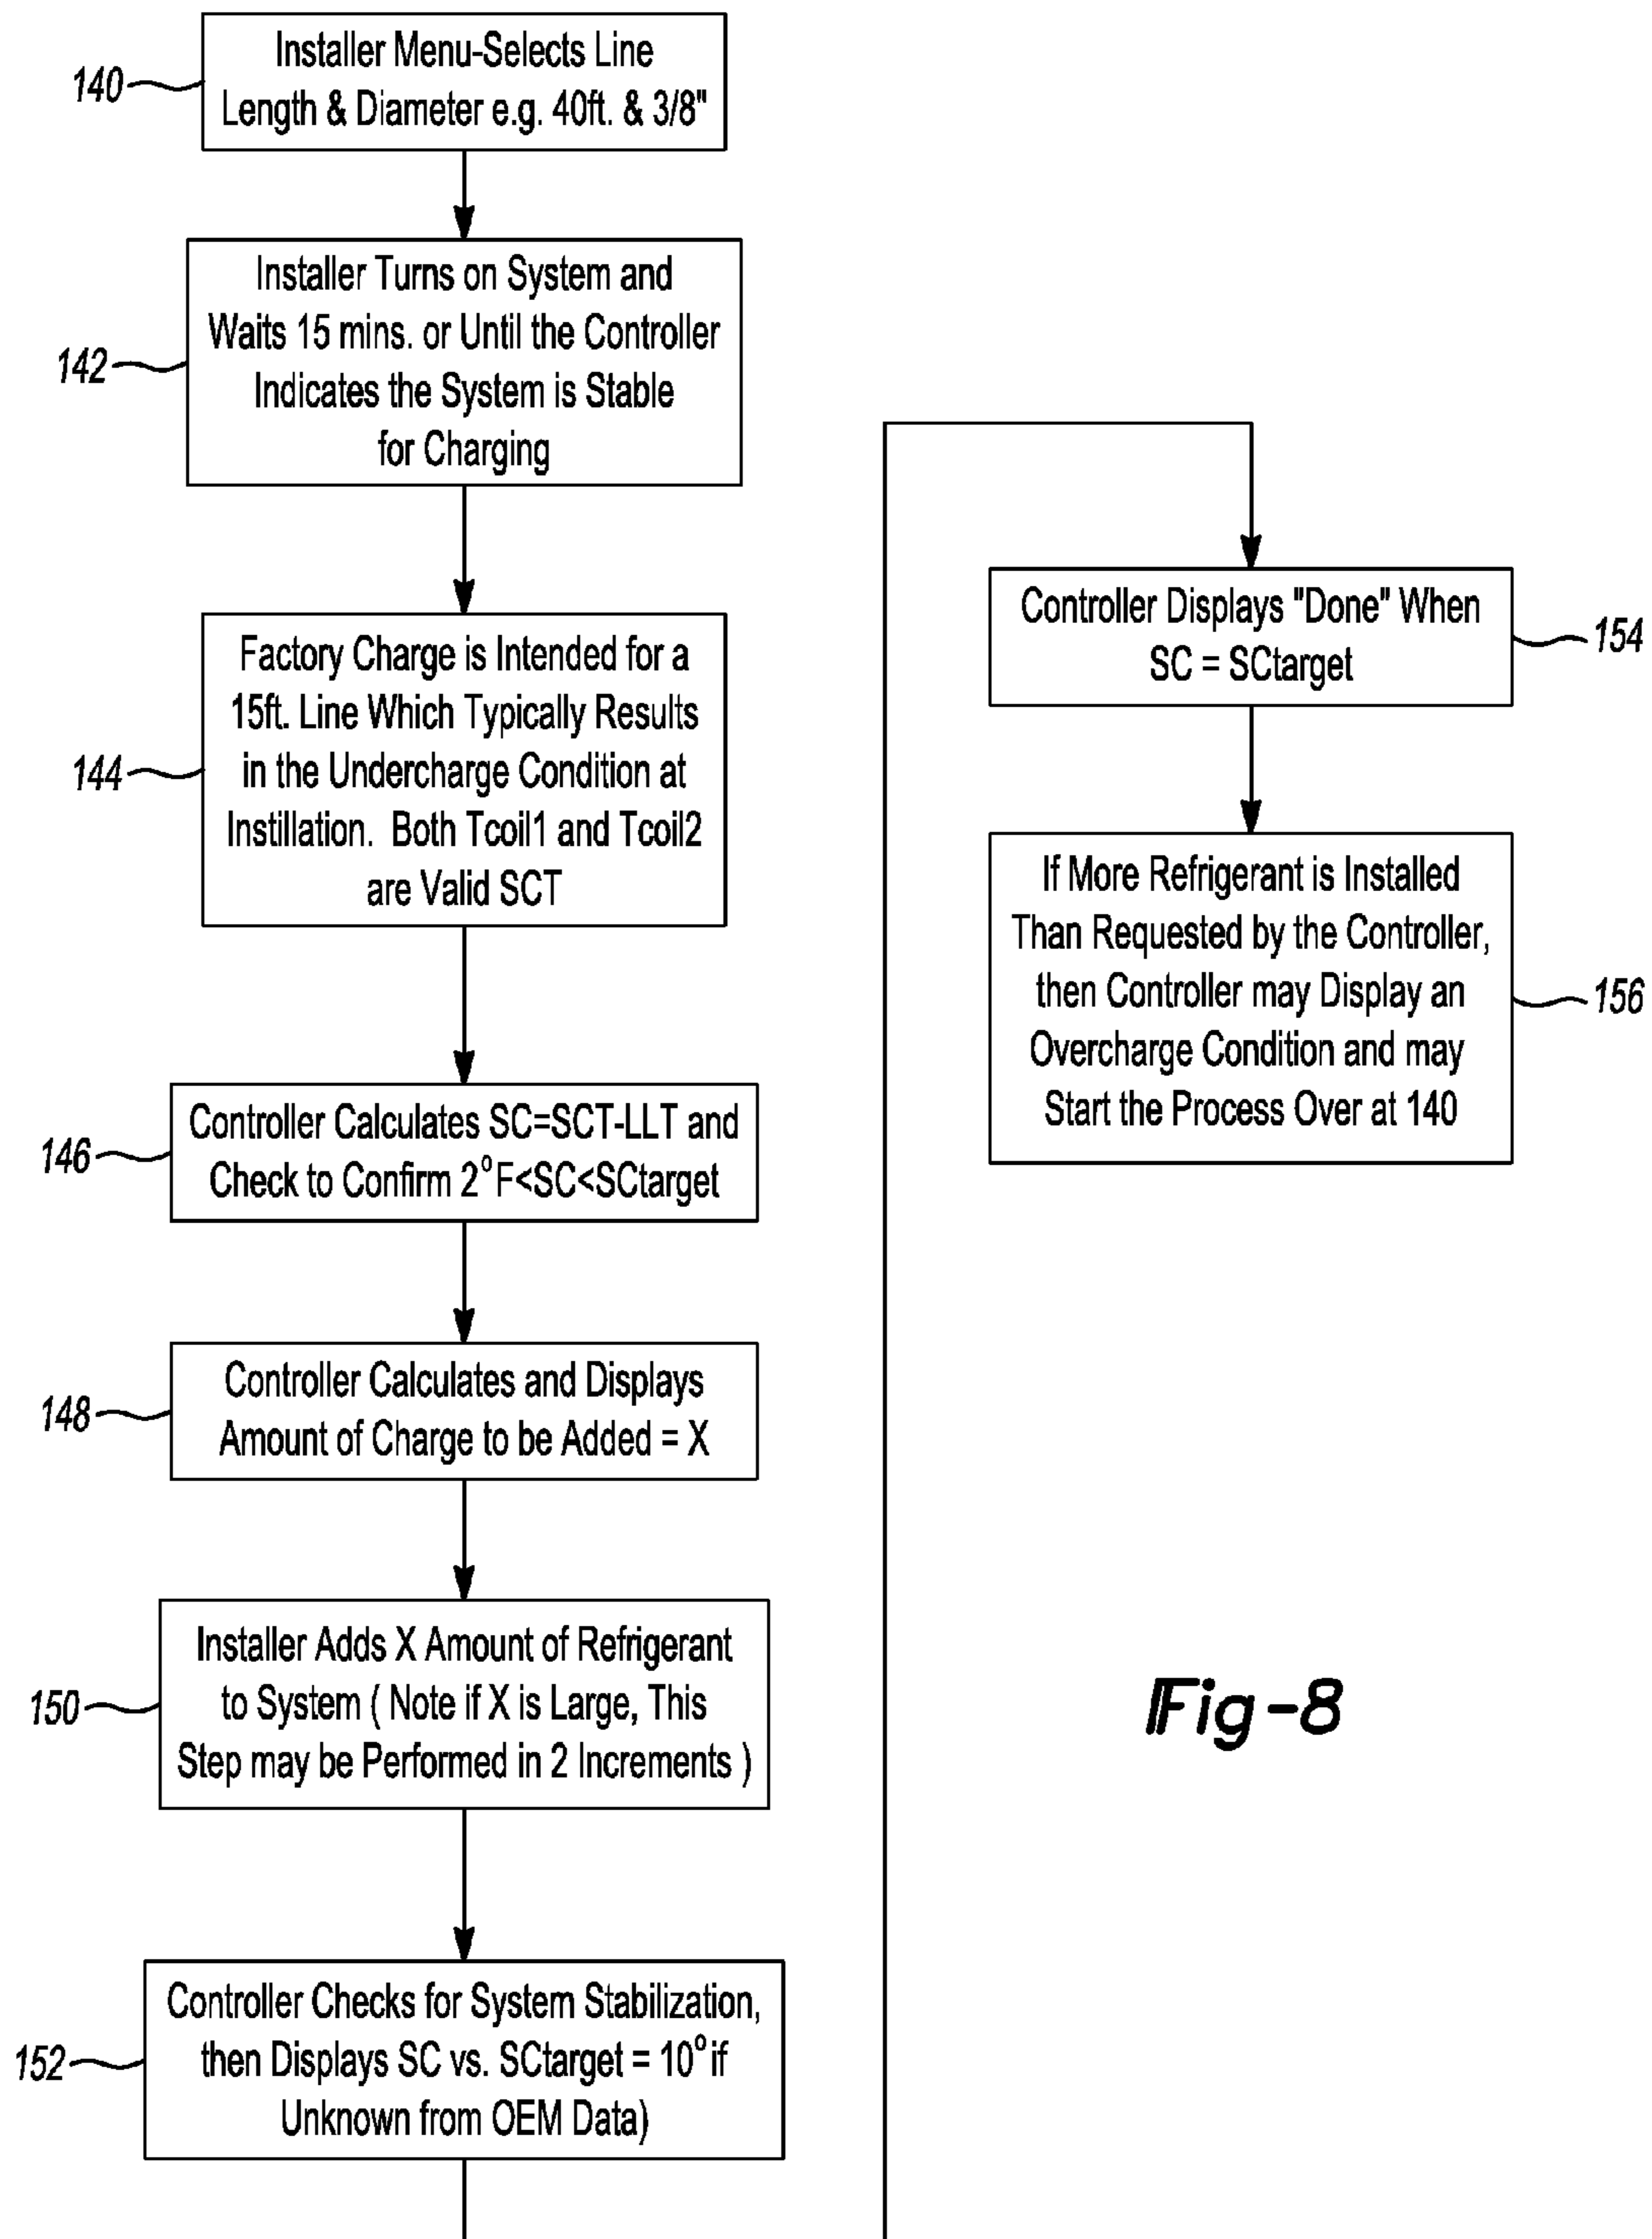 140
Installer Menu-Selects Line
Length & Diameter e.g. 40ft. & 3/8"
142
Installer Turns on System and
Waits 15 mins. or Until the Controller
Indicates the System is Stable
for Charging
144
Factory Charge is Intended for a
15ft. Line Which Typically Results
in the Undercharge Condition at
Instillation. Both Tcoil1 and Tcoil2
are Valid SCT
146
Controller Calculates SC=SCT-LLT and
Check to Confirm 2°F<SC<SCtarget
148
Controller Calculates and Displays
Amount of Charge to be Added = X
150
Installer Adds X Amount of Refrigerant
to System ( Note if X is Large, This
Step may be Performed in 2 Increments )
152
Controller Checks for System Stabilization,
then Displays SC vs. SCtarget = 10° if
Unknown from OEM Data)
Controller Displays "Done" When
SC = SCtarget
154
If More Refrigerant is Installed
Than Requested by the Controller,
then Controller may Display an
Overcharge Condition and may
Start the Process Over at 140
156
Fig-8